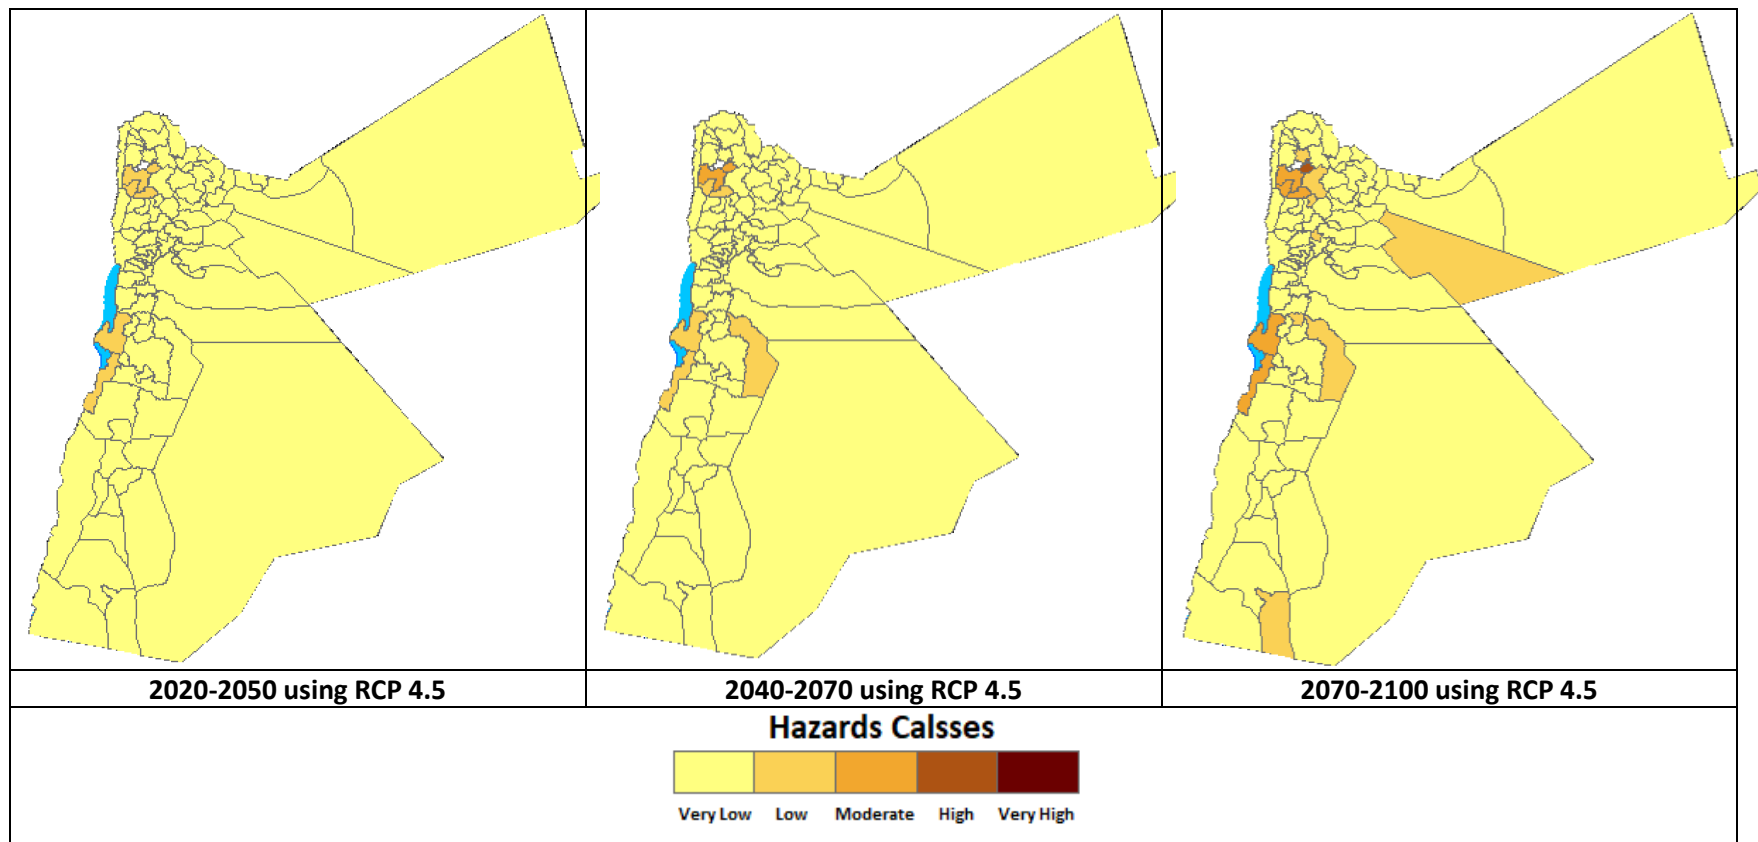 2020-2050 using RCP 4.5
2040-2070 using RCP 4.5
2070-2100 using RCP 4.5
Hazards Calsses
Very Low
Low
Moderate
High
Very High